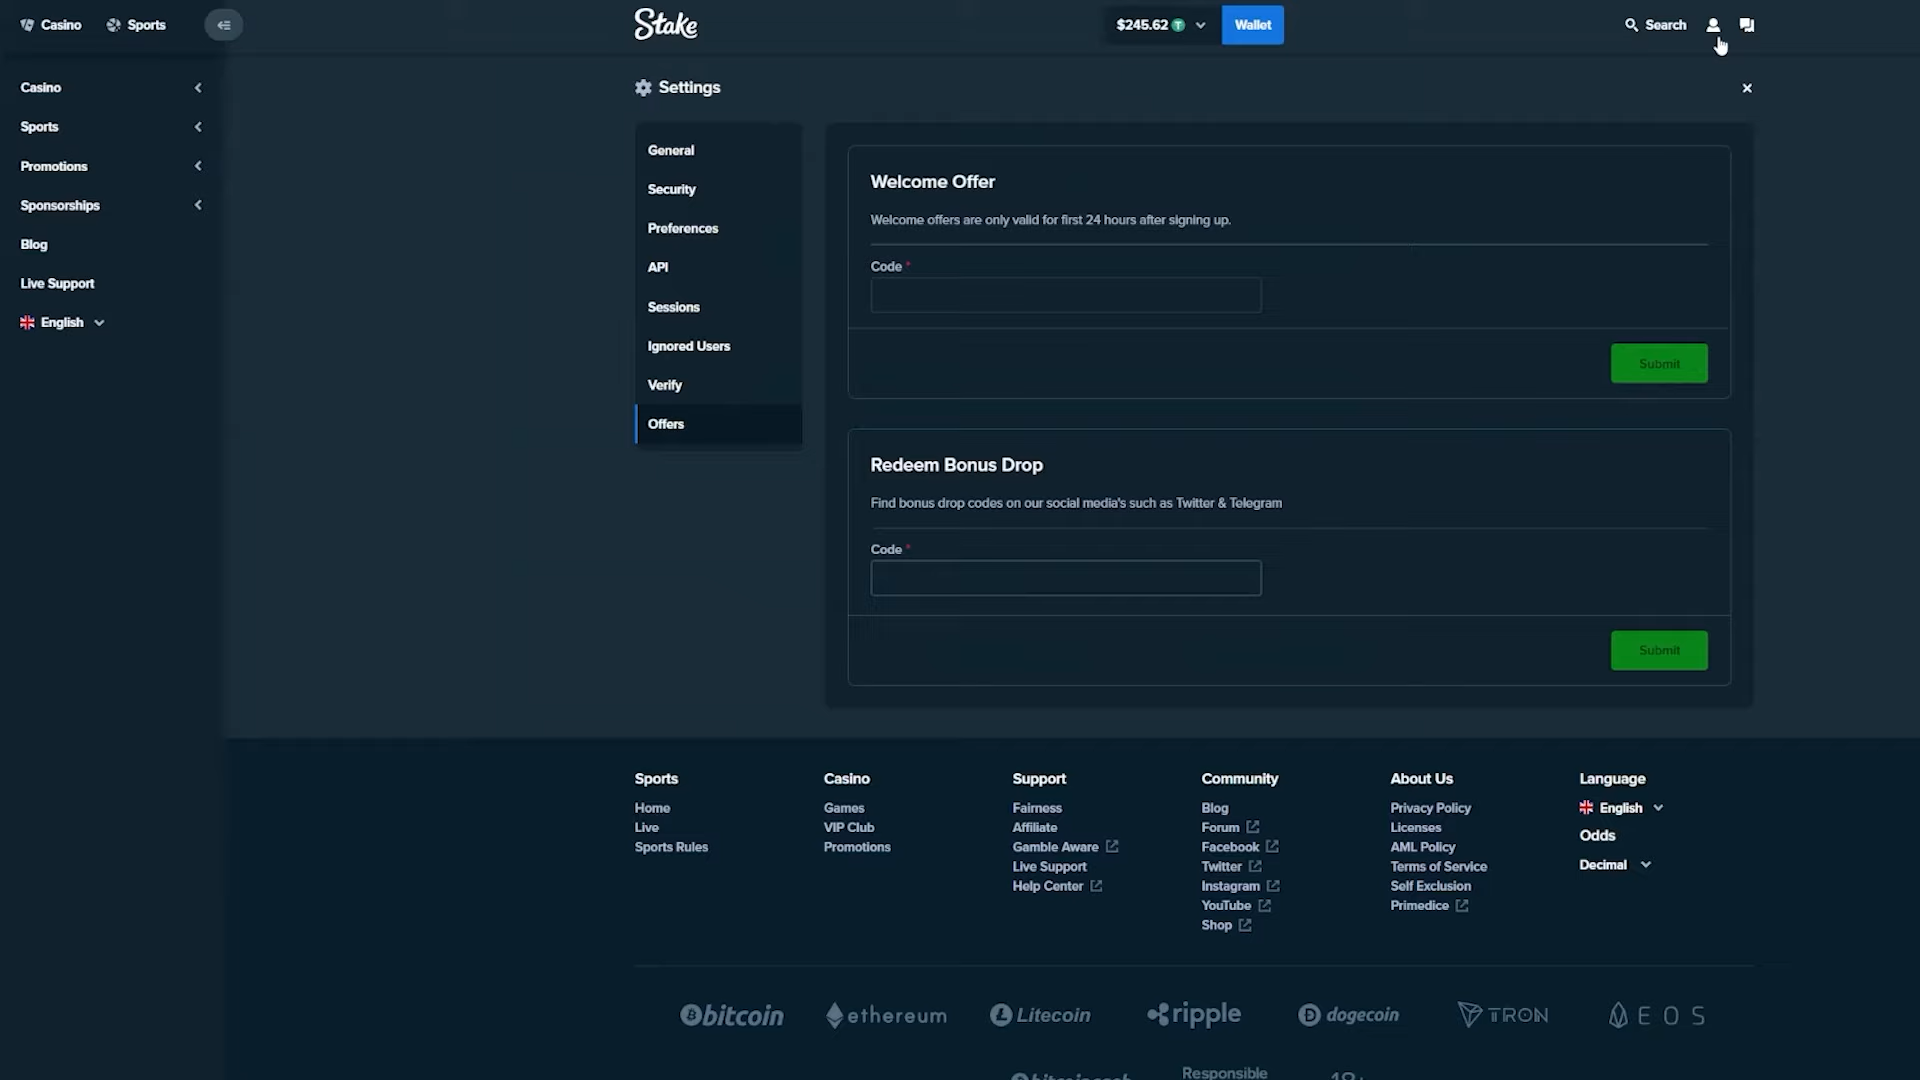 Casino
Sports
Stake
$245.62
Wallet
Search
Casino
Sports
Promotions
Sponsorships
Blog
Live Support
English
Settings
General
Security
Preferences
API
Sessions
Ignored Users
Verify
Offers
Welcome Offer
Welcome offers are only valid for first 24 hours after signing up.
Code *
Submit
Redeem Bonus Drop
Find bonus drop codes on our social media's such as Twitter & Telegram
Code *
Submit
Sports
Home
Live
Sports Rules
Casino
Games
VIP Club
Promotions
Support
Fairness
Affiliate
Gamble Aware
Live Support
Help Center
Community
Blog
Forum
Facebook
Twitter
Instagram
YouTube
Shop
About Us
Privacy Policy
Licenses
AML Policy
Terms of Service
Self Exclusion
Primedice
Language
English
Odds
Decimal
bitcoin
ethereum
Litecoin
ripple
dogecoin
TRON
EOS
Responsible